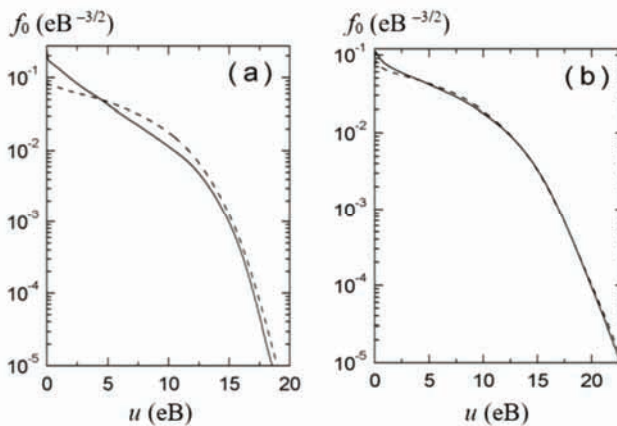 f₀ (eB ⁻³/²) f₀ (eB ⁻³/²)
(a) (b)
10⁻¹ 10⁻¹
10⁻² 10⁻²
10⁻³ 10⁻³
10⁻⁴ 10⁻⁴
10⁻⁵ 10⁻⁵
0 5 10 15 20 0 5 10 15 20
u (eB) u (eB)